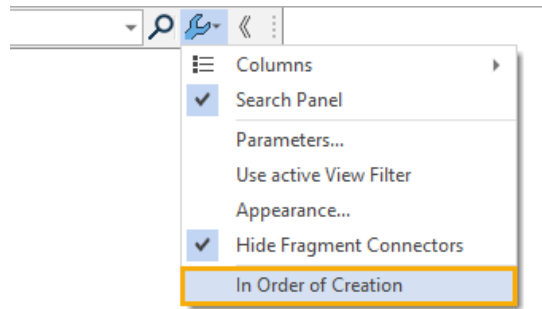 Columns
Search Panel
Parameters...
Use active View Filter
Appearance...
Hide Fragment Connectors
In Order of Creation